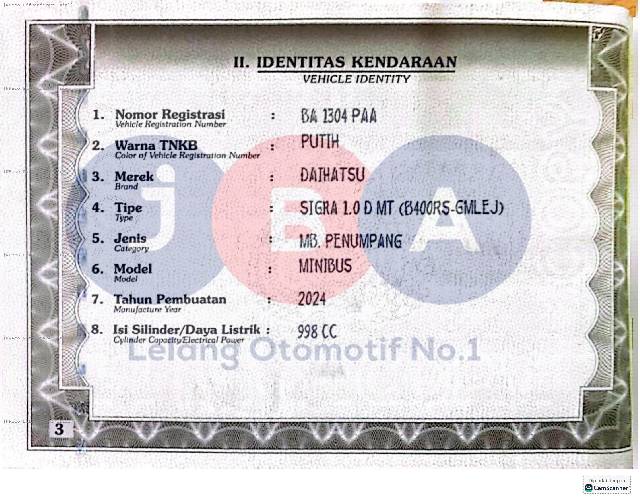 II. IDENTITAS KENDARAAN
VEHICLE IDENTITY
1. Nomor Registrasi : BA 1304 PAA
Vehicle Registration Number
2. Warna TNKB : PUTIH
Color of Vehicle Registration Number
3. Merek : DAIHATSU
Brand
4. Tipe : SIGRA 1.0 D MT (B400RS-GMLEJ)
Type
5. Jenis : MB. PENUMPANG
Category
6. Model : MINIBUS
Model
7. Tahun Pembuatan : 2024
Manufacture Year
8. Isi Silinder/Daya Listrik : 998 CC
Cylinder Capacity/Electrical Power
JBA
Lelang Otomotif No.1
3
CamScanner